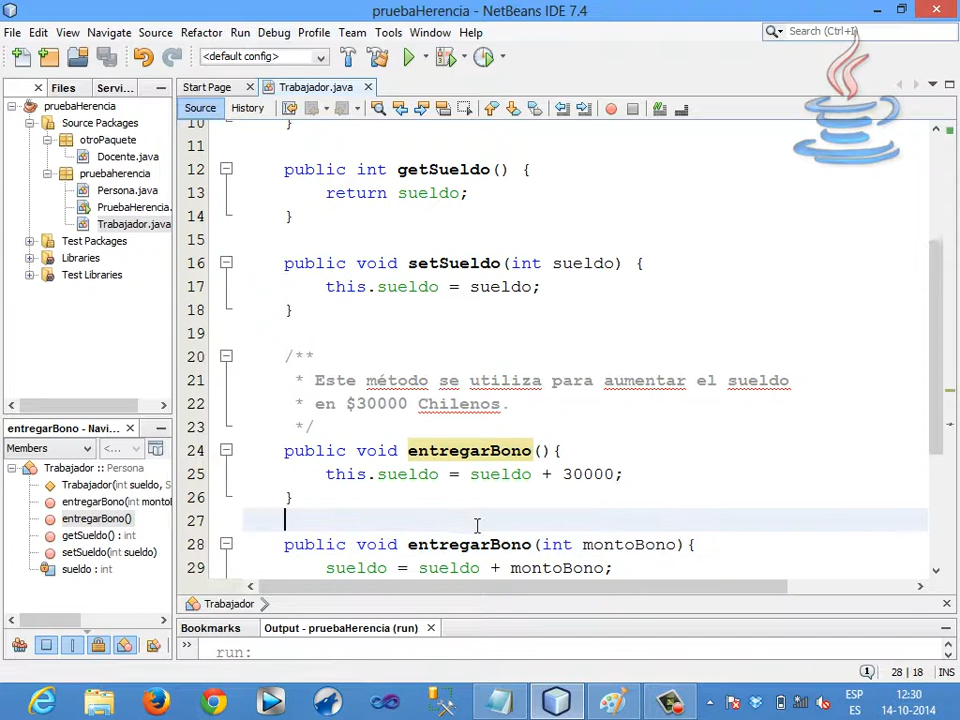 pruebaHerencia - NetBeans IDE 7.4
File Edit View Navigate Source Refactor Run Debug Profile Team Tools Window Help
Search (Ctrl+I)
<default config>
Files Servi...
Start Page Trabajador.java
Source History
pruebaHerencia
Source Packages
otroPaquete
Docente.java
pruebaherencia
Persona.java
PruebaHerencia.
Trabajador.java
Test Packages
Libraries
Test Libraries
10 }
11
12 public int getSueldo() {
13 return sueldo;
14 }
15
16 public void setSueldo(int sueldo) {
17 this.sueldo = sueldo;
18 }
19
20 /**
21 * Este método se utiliza para aumentar el sueldo
22 * en $30000 Chilenos.
23 */
24 public void entregarBono(){
25 this.sueldo = sueldo + 30000;
26 }
27
28 public void entregarBono(int montoBono){
29 sueldo = sueldo + montoBono;
entregarBono - Navi...
Members <...>
Trabajador :: Persona
Trabajador(int sueldo, S
entregarBono(int monto
entregarBono()
getSueldo() : int
setSueldo(int sueldo)
sueldo : int
Trabajador
Bookmarks Output - pruebaHerencia (run)
run:
28 | 18 INS
ESP
ES
12:30
14-10-2014